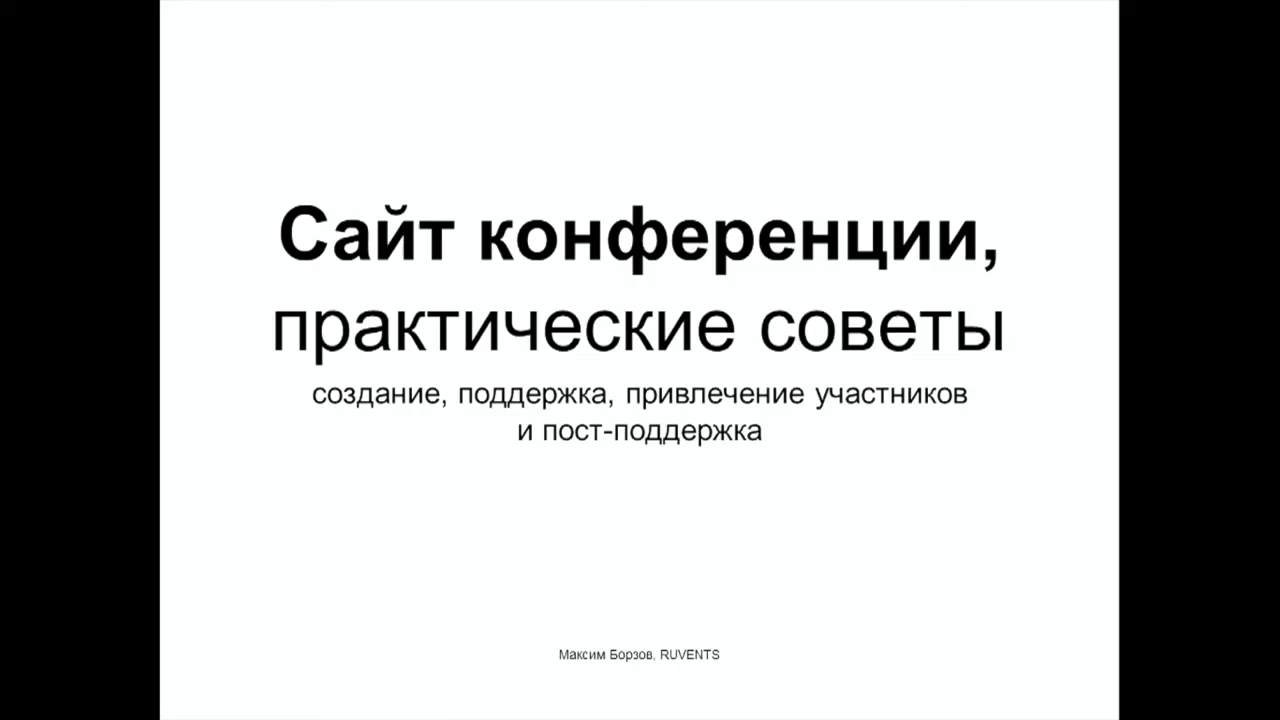 Сайт конференции,
практические советы
создание, поддержка, привлечение участников
и пост-поддержка
Максим Борзов, RUVENTS